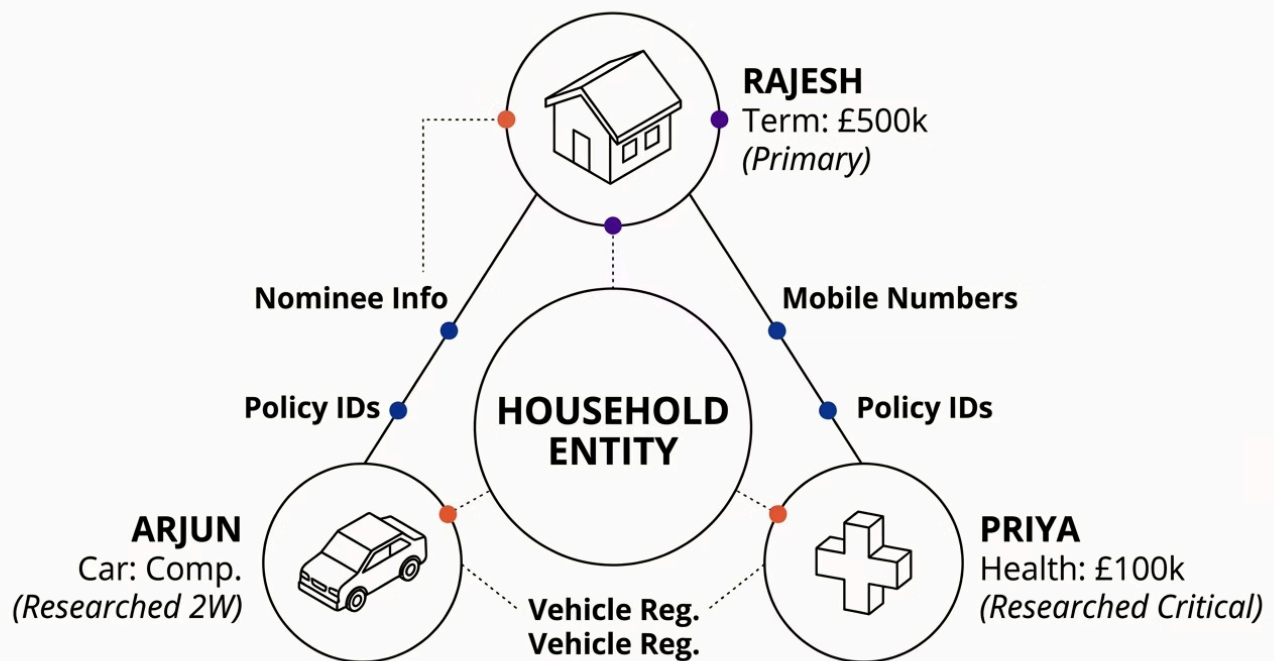 RAJESH
Term: £500k
(Primary)
Nominee Info
Mobile Numbers
Policy IDs
Policy IDs
HOUSEHOLD
ENTITY
ARJUN
Car: Comp.
(Researched 2W)
PRIYA
Health: £100k
(Researched Critical)
Vehicle Reg.
Vehicle Reg.